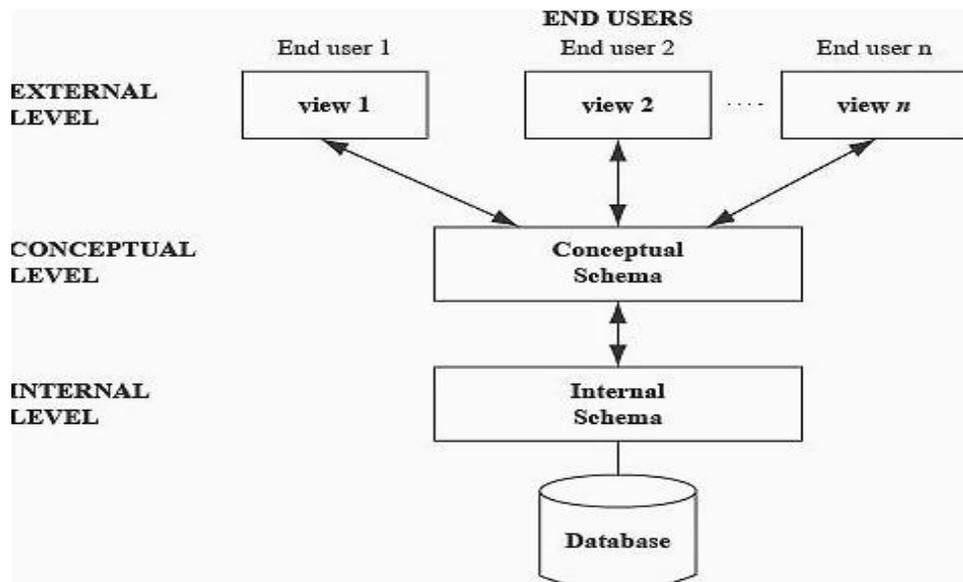 END USERS
End user 1
End user 2
End user n
EXTERNAL
LEVEL
view 1
view 2
.....
view n
CONCEPTUAL
LEVEL
Conceptual
Schema
INTERNAL
LEVEL
Internal
Schema
Database